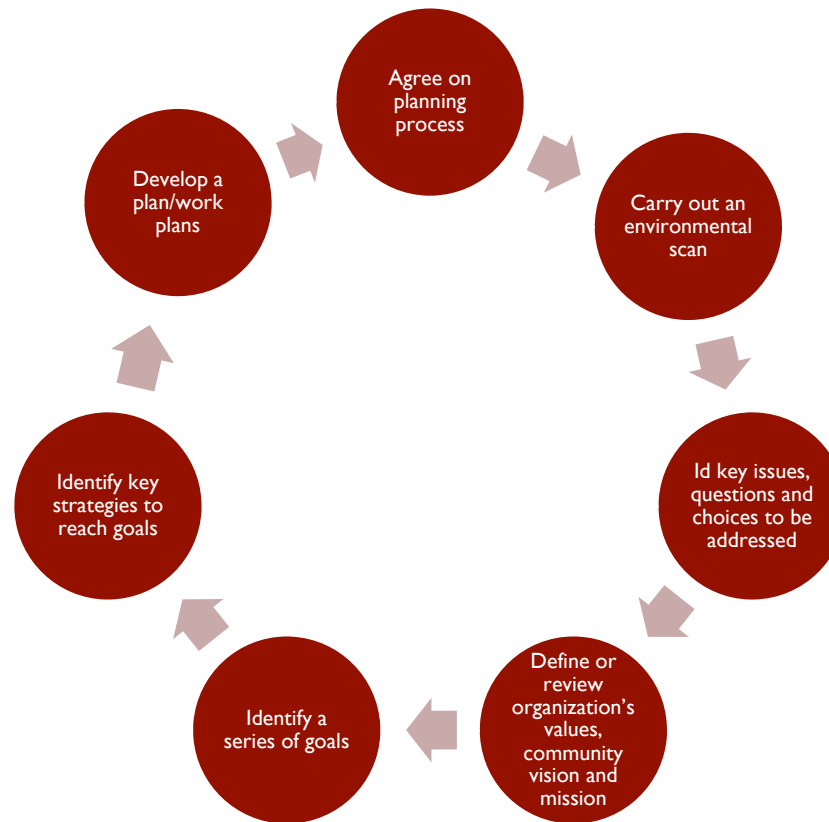 Agree on
planning
process
Carry out an
environmental
scan
Id key issues,
questions and
choices to be
addressed
Define or
review
organization’s
values,
community
vision and
mission
Identify a
series of goals
Identify key
strategies to
reach goals
Develop a
plan/work
plans